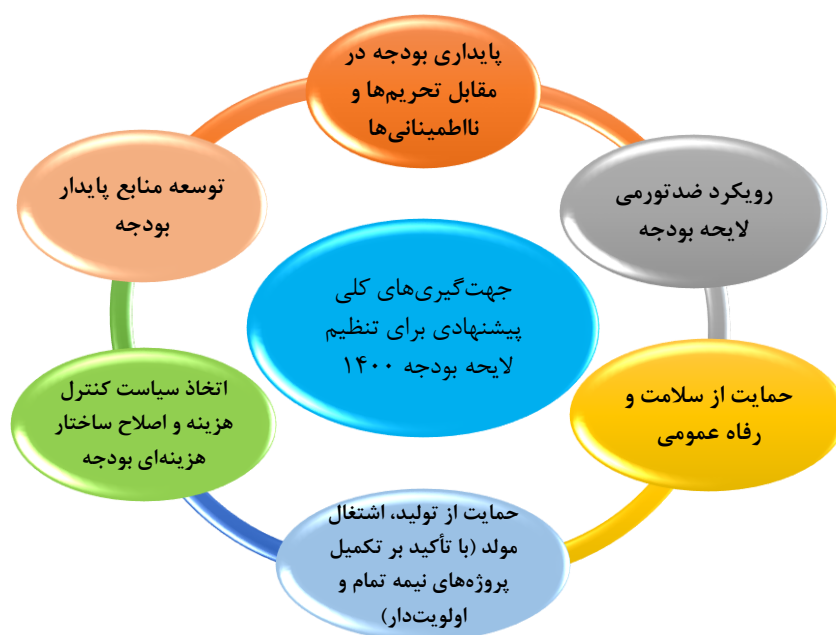 پایداری بودجه در
مقابل تحریم‌ها و
نااطمینانی‌ها
رویکرد ضدتورمی
لایحه بودجه
حمایت از سلامت و
رفاه عمومی
حمایت از تولید، اشتغال
مولد (با تأکید بر تکمیل
پروژه‌های نیمه تمام و
اولویت‌دار)
اتخاذ سیاست کنترل
هزینه و اصلاح ساختار
هزینه‌ای بودجه
توسعه منابع پایدار
بودجه
جهت‌گیری‌های کلی
پیشنهادی برای تنظیم
لایحه بودجه ۱۴۰۰